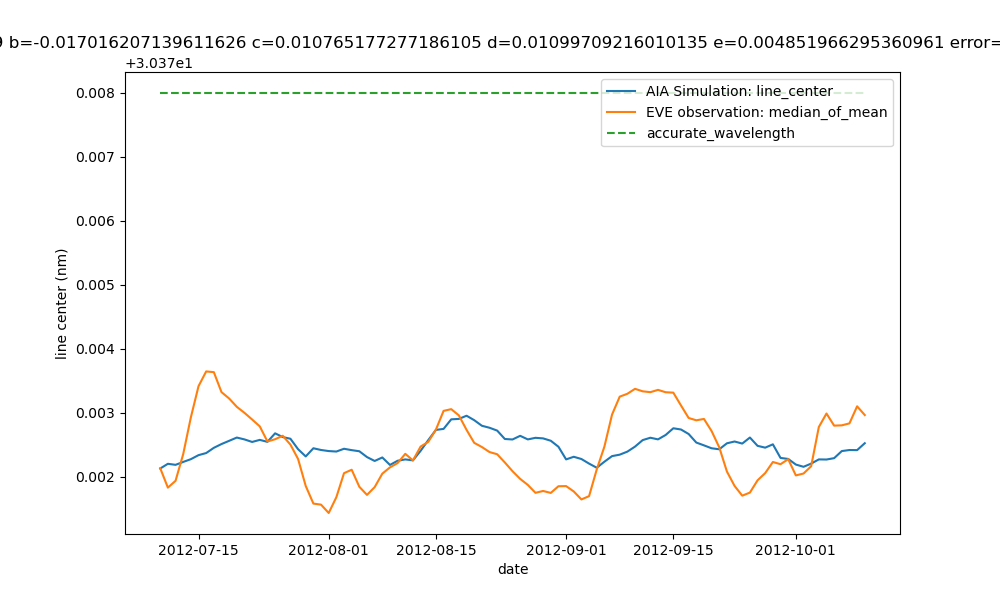 9 b=-0.017016207139611626 c=0.010765177277186105 d=0.01099709216010135 e=0.004851966295360961 error=
+3.037e1
0.008
0.007
0.006
0.005
0.004
0.003
0.002
line center (nm)
AIA Simulation: line_center
EVE observation: median_of_mean
accurate_wavelength
2012-07-15 2012-08-01 2012-08-15 2012-09-01 2012-09-15 2012-10-01
date